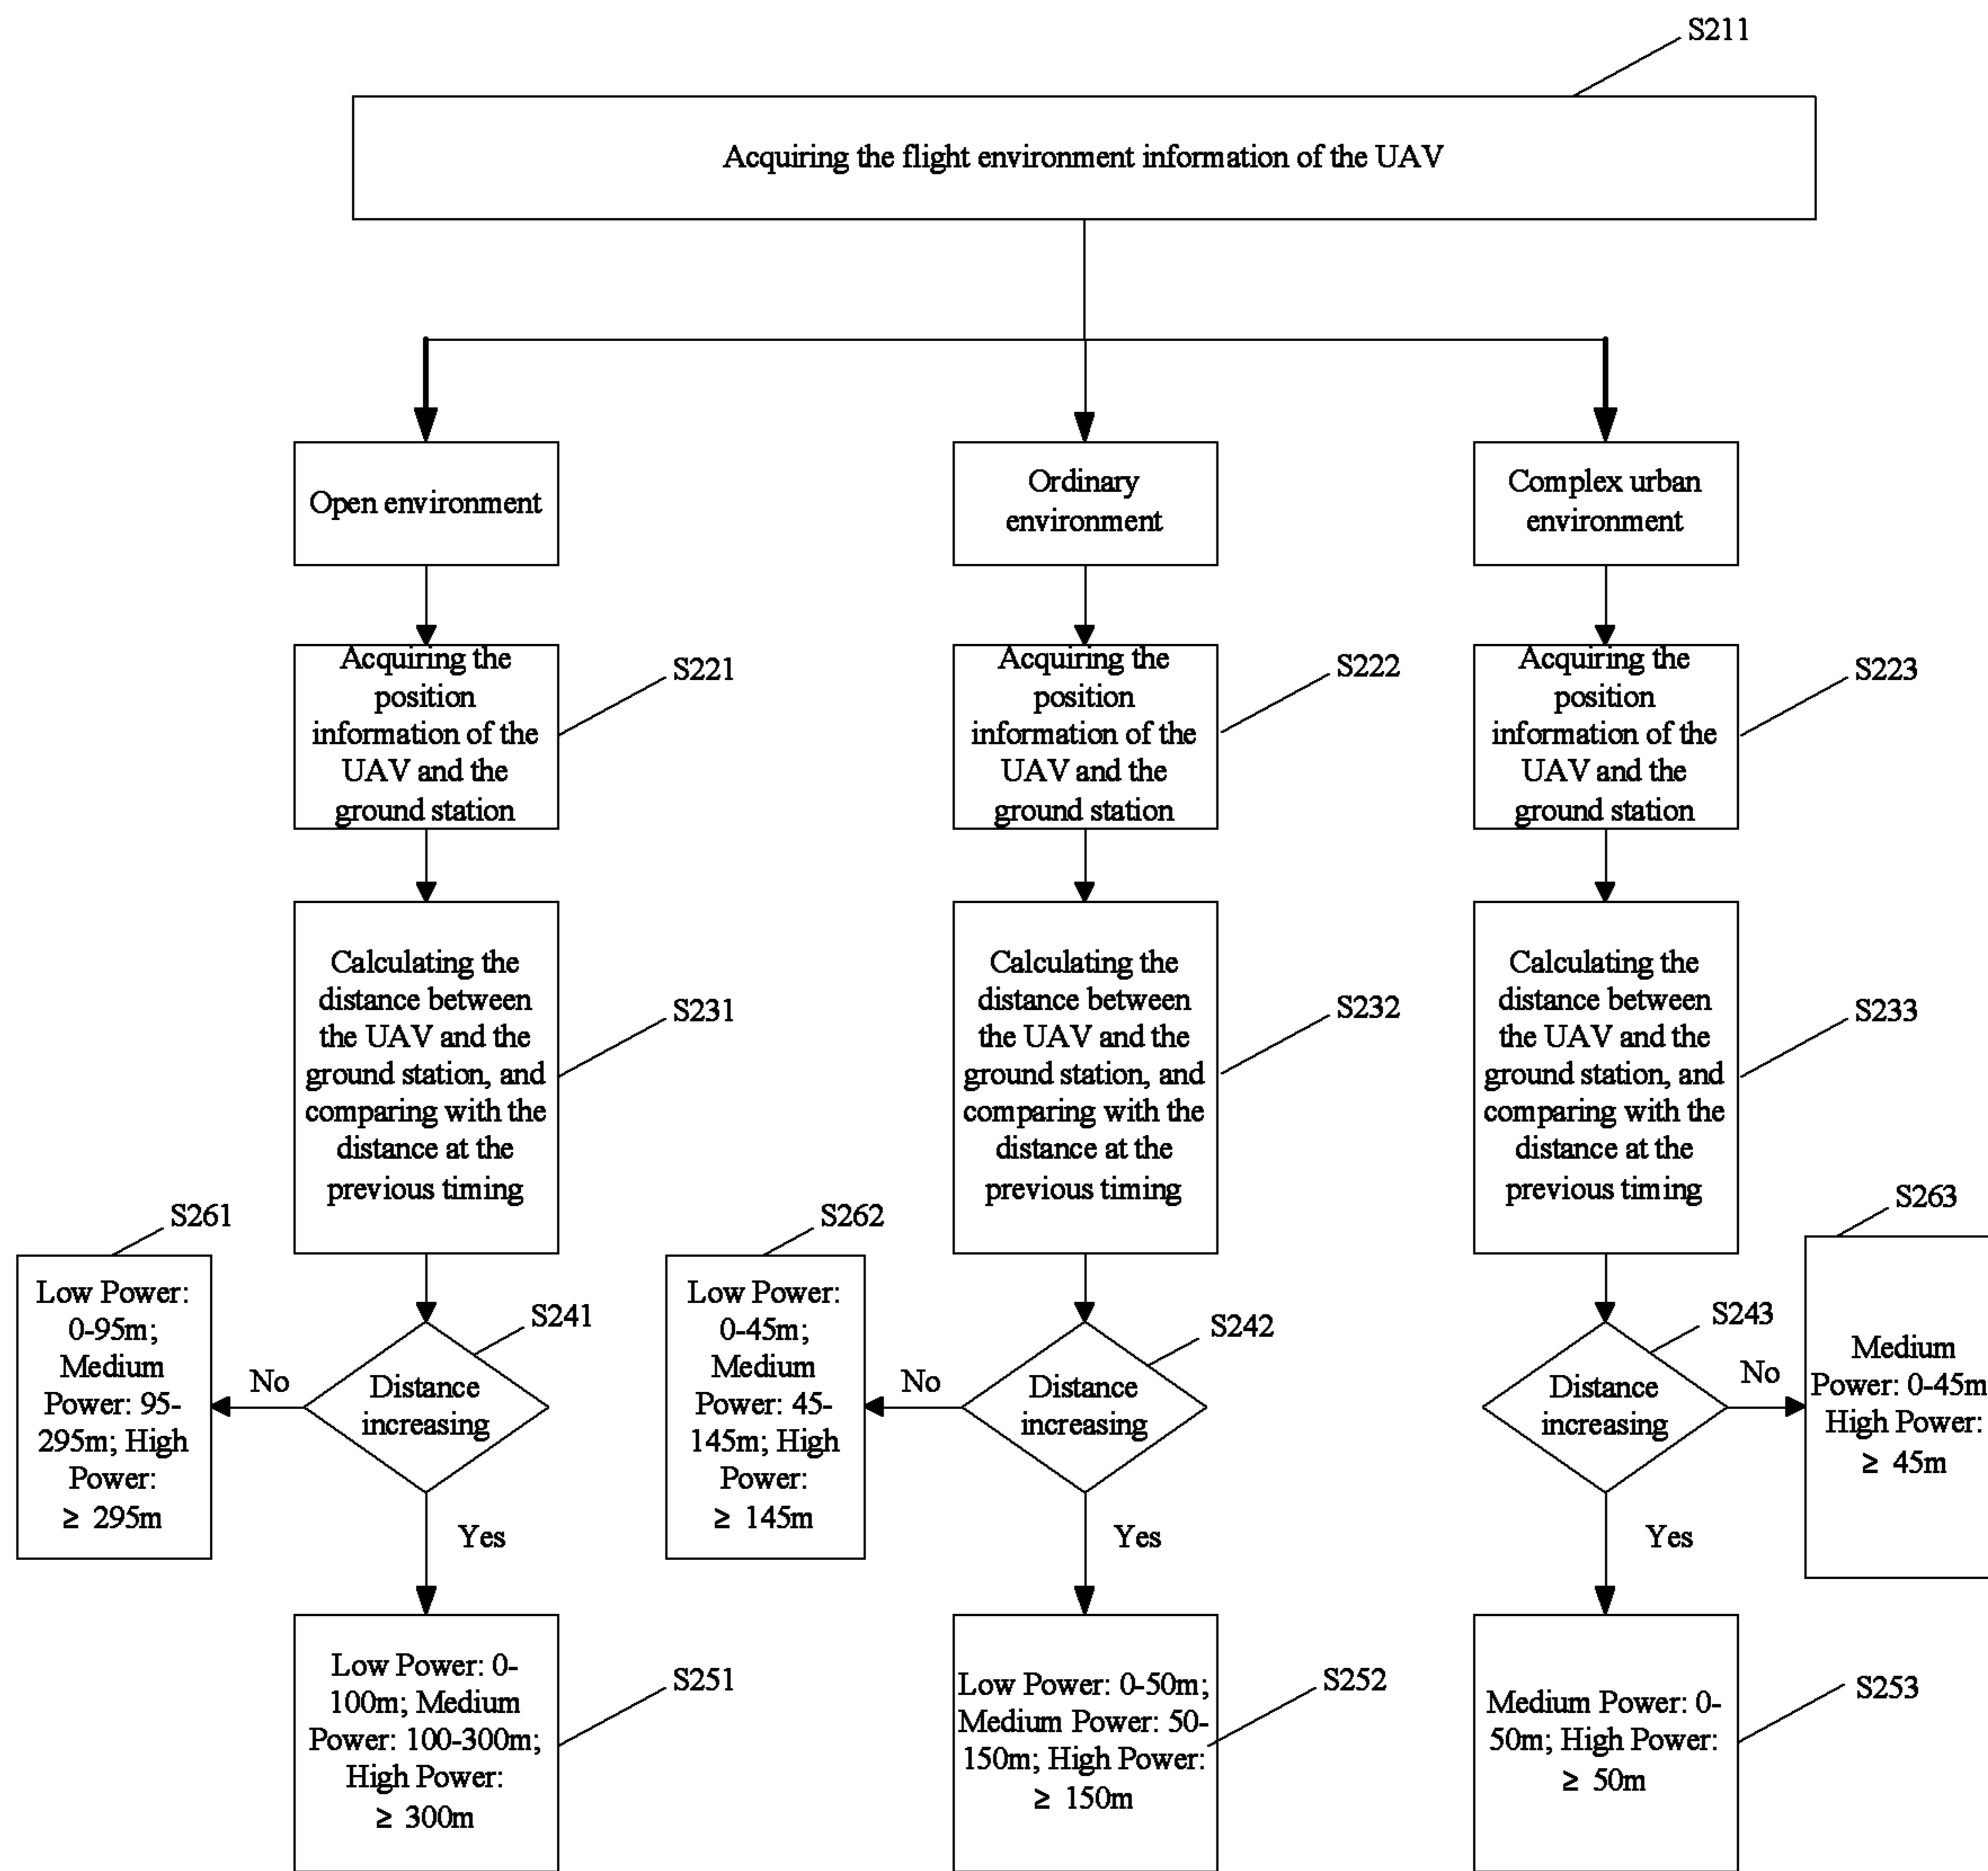 S211
Acquiring the flight environment information of the UAV
Open environment
Ordinary
environment
Complex urban
environment
Acquiring the
position
information of the
UAV and the
ground station
S221
Acquiring the
position
information of the
UAV and the
ground station
S222
Acquiring the
position
information of the
UAV and the
ground station
S223
Calculating the
distance between
the UAV and the
ground station, and
comparing with the
distance at the
previous timing
S231
Calculating the
distance between
the UAV and the
ground station, and
comparing with the
distance at the
previous timing
S232
Calculating the
distance between
the UAV and the
ground station, and
comparing with the
distance at the
previous timing
S233
S261
Low Power:
0-95m;
Medium
Power: 95-
295m; High
Power:
≥ 295m
No
S241
Distance
increasing
Yes
S262
Low Power:
0-45m;
Medium
Power: 45-
145m; High
Power:
≥ 145m
No
S242
Distance
increasing
Yes
S243
Distance
increasing
No
Yes
S263
Medium
Power: 0-45m
High Power:
≥ 45m
Low Power: 0-
100m; Medium
Power: 100-300m;
High Power:
≥ 300m
S251
Low Power: 0-50m;
Medium Power: 50-
150m; High Power:
≥ 150m
S252
Medium Power: 0-
50m; High Power:
≥ 50m
S253